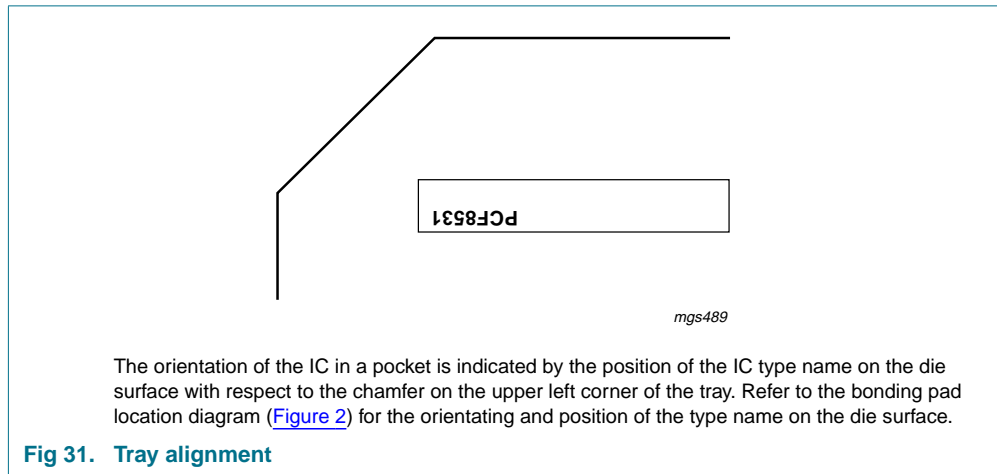 PCF8531
mgs489
The orientation of the IC in a pocket is indicated by the position of the IC type name on the die
surface with respect to the chamfer on the upper left corner of the tray. Refer to the bonding pad
location diagram (Figure 2) for the orientating and position of the type name on the die surface.
Fig 31. Tray alignment